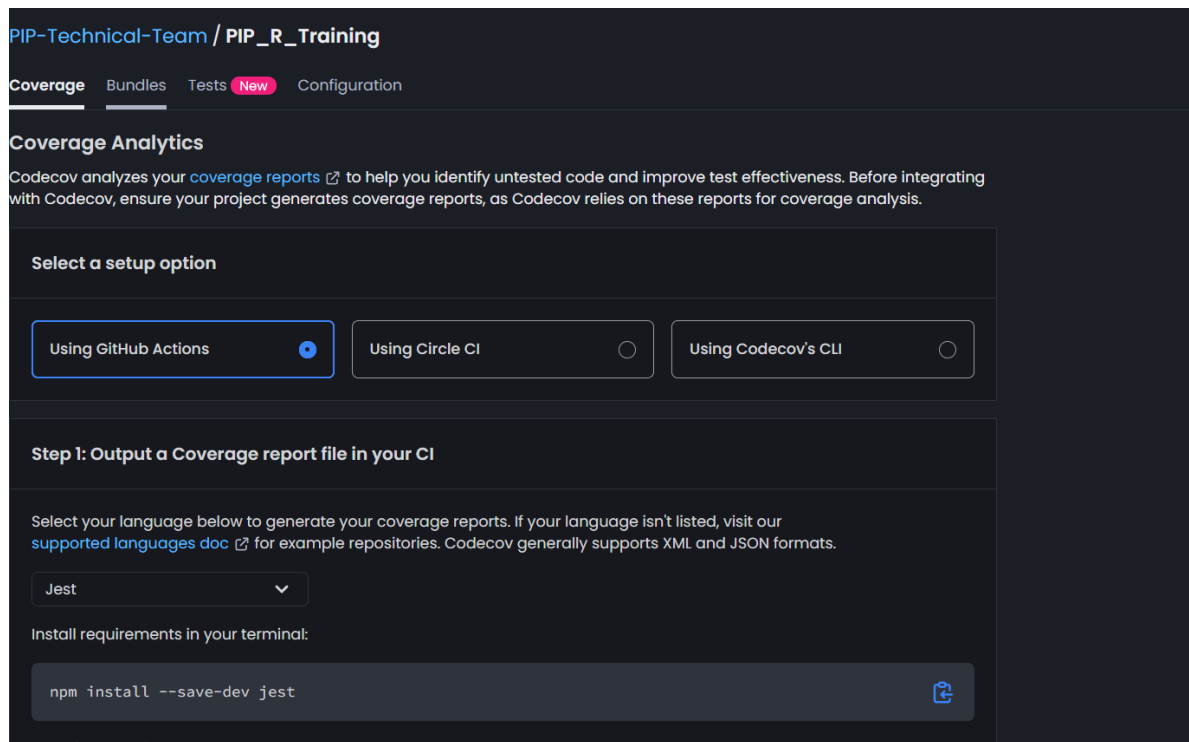 PIP-Technical-Team / PIP_R_Training
Coverage Bundles Tests New Configuration
Coverage Analytics
Codecov analyzes your coverage reports to help you identify untested code and improve test effectiveness. Before integrating
with Codecov, ensure your project generates coverage reports, as Codecov relies on these reports for coverage analysis.
Select a setup option
Using GitHub Actions Using Circle CI Using Codecov's CLI
Step 1: Output a Coverage report file in your CI
Select your language below to generate your coverage reports. If your language isn't listed, visit our
supported languages doc for example repositories. Codecov generally supports XML and JSON formats.
Jest
Install requirements in your terminal:
npm install --save-dev jest